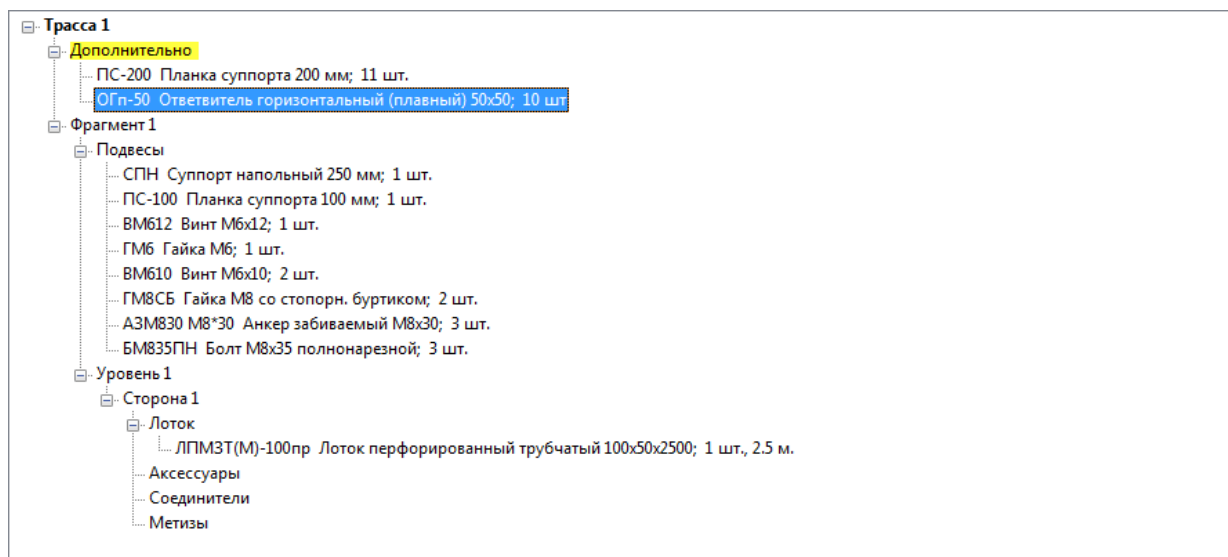 Трасса 1
Дополнительно
ПС-200 Планка суппорта 200 мм; 11 шт.
ОГп-50 Ответвитель горизонтальный (плавный) 50x50; 10 шт
Фрагмент 1
Подвесы
СПН Суппорт напольный 250 мм; 1 шт.
ПС-100 Планка суппорта 100 мм; 1 шт.
ВМ612 Винт М6х12; 1 шт.
ГМ6 Гайка М6; 1 шт.
ВМ610 Винт М6х10; 2 шт.
ГМ8СБ Гайка М8 со стопорн. буртиком; 2 шт.
АЗМ830 М8*30 Анкер забиваемый М8х30; 3 шт.
БМ835ПН Болт М8х35 полнонарезной; 3 шт.
Уровень 1
Сторона 1
Лоток
ЛПМЗТ(М)-100пр Лоток перфорированный трубчатый 100х50х2500; 1 шт., 2.5 м.
Аксессуары
Соединители
Метизы